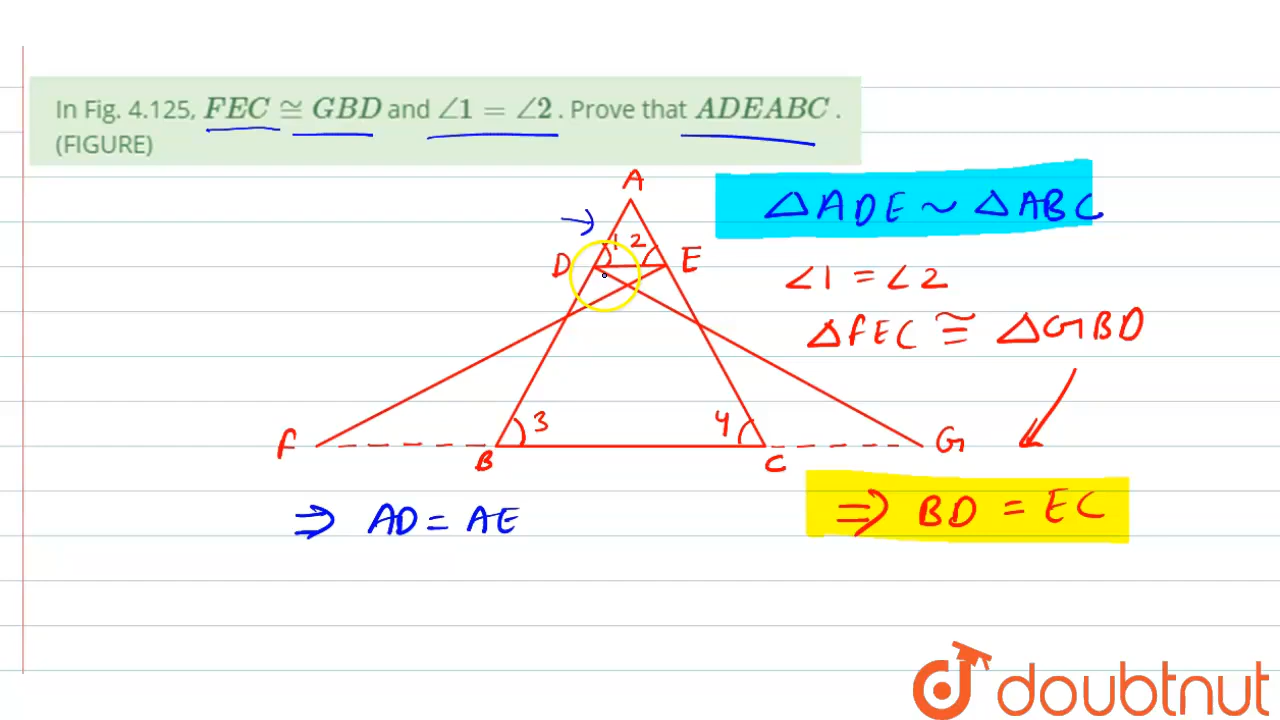 In Fig. 4.125, FEC ≅ GBD and ∠1 = ∠2. Prove that ADEABC.
(FIGURE)
A
△ADE ~ △ABC
1 2
D E
∠1 = ∠2
△FEC ≅ △GBD
3 4
F B C G
⇒ AD = AE
⇒ BD = EC
doubtnut